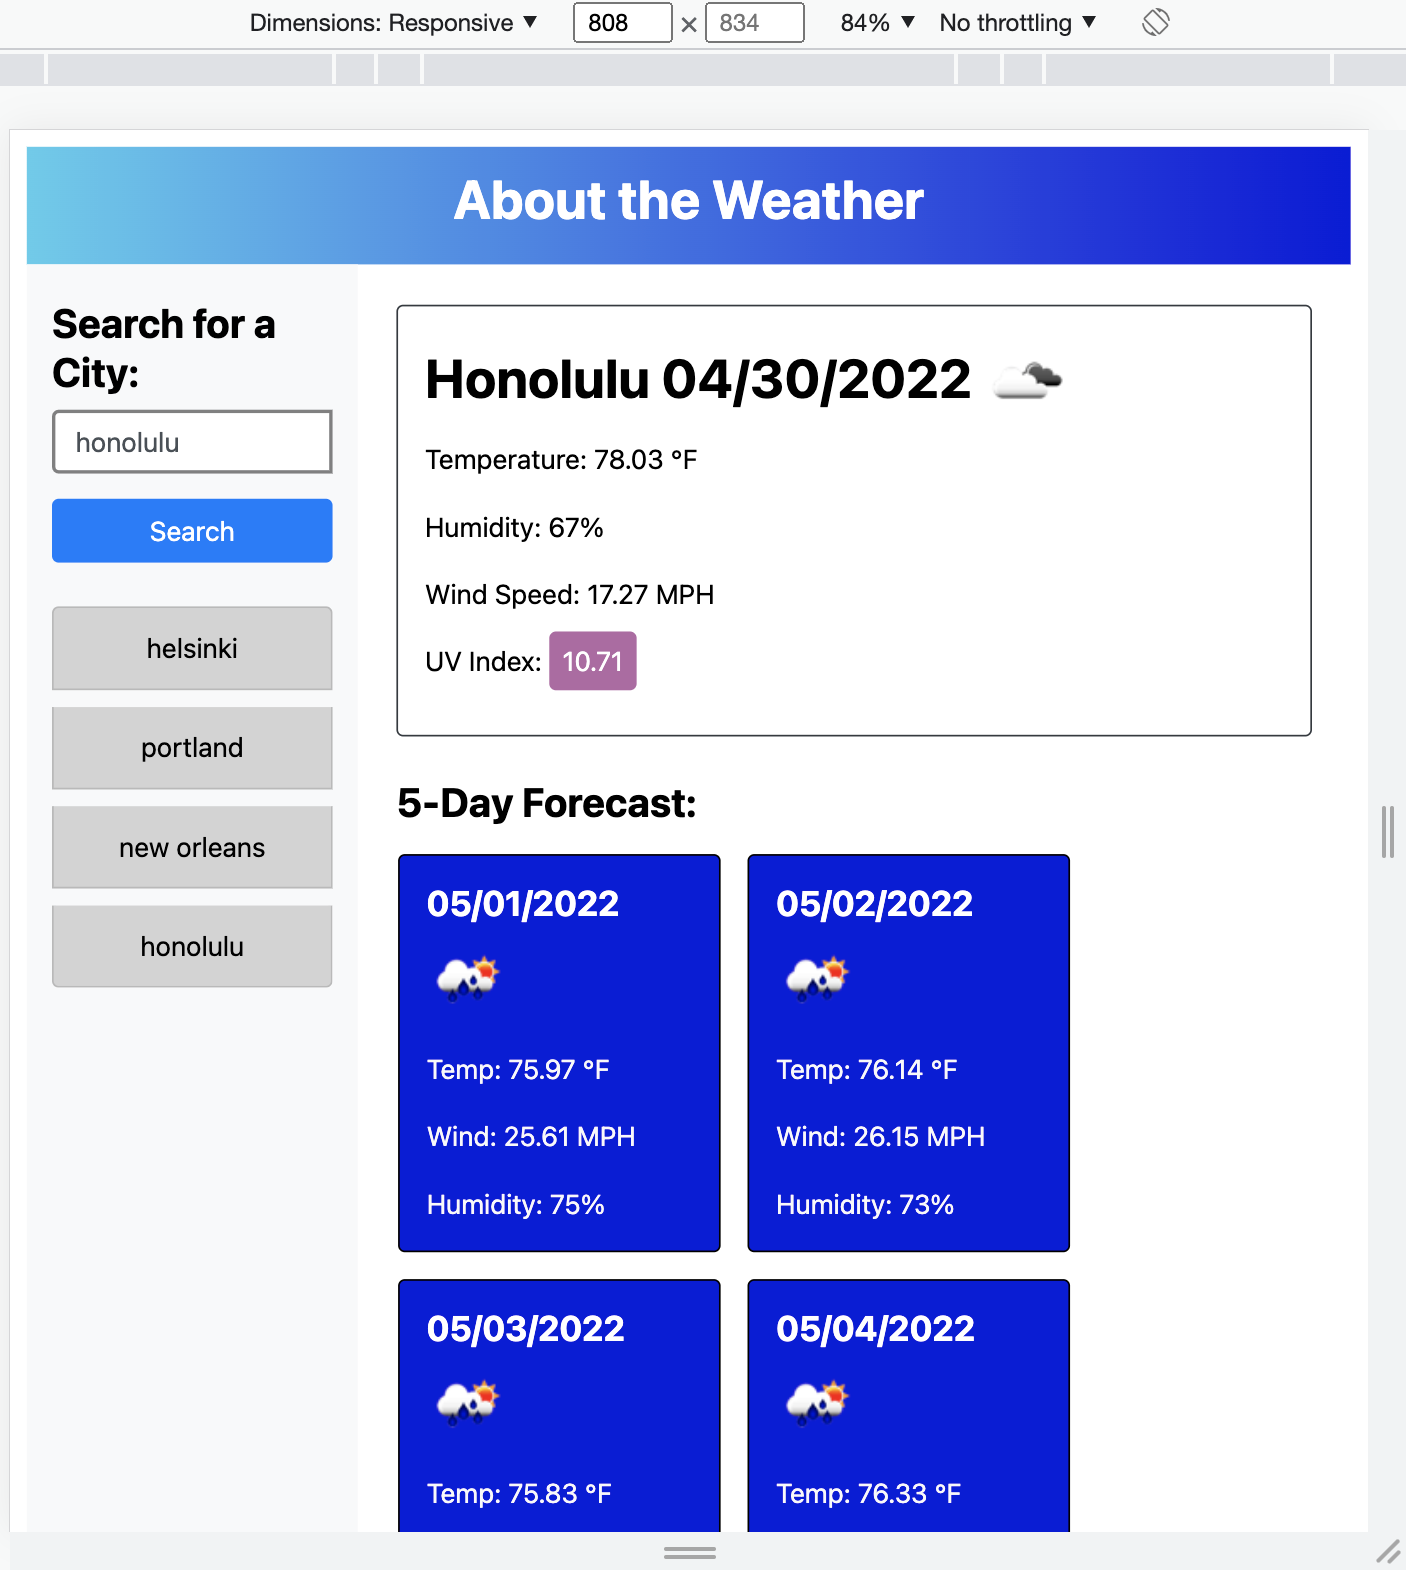 Dimensions: Responsive ▼ 808 × 834 84% ▼ No throttling ▼
About the Weather
Search for a
City:
honolulu
Search
helsinki
portland
new orleans
honolulu
Honolulu 04/30/2022
Temperature: 78.03 °F
Humidity: 67%
Wind Speed: 17.27 MPH
UV Index: 10.71
5-Day Forecast:
05/01/2022
Temp: 75.97 °F
Wind: 25.61 MPH
Humidity: 75%
05/02/2022
Temp: 76.14 °F
Wind: 26.15 MPH
Humidity: 73%
05/03/2022
Temp: 75.83 °F
05/04/2022
Temp: 76.33 °F